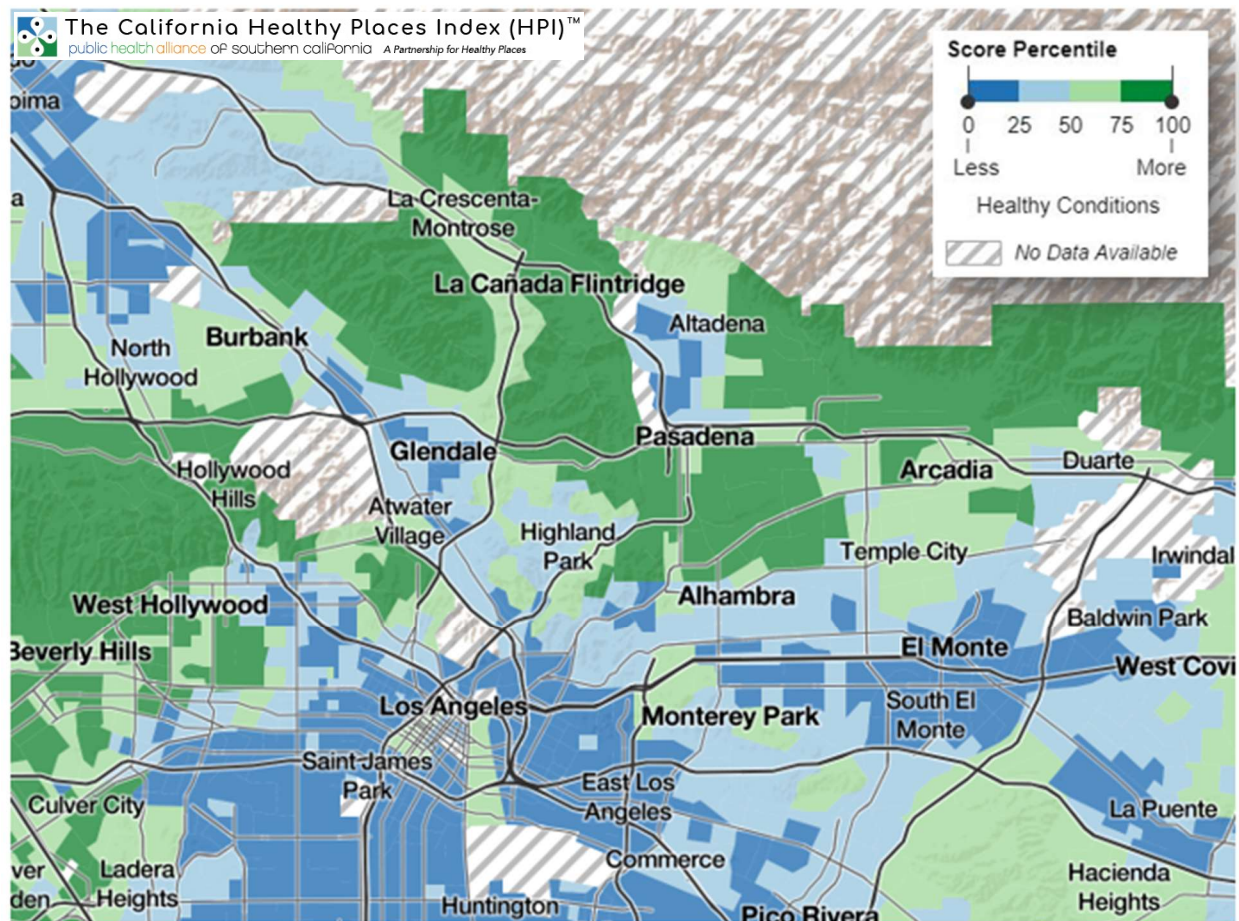 The California Healthy Places Index (HPI)™
public health alliance of southern california A Partnership for Healthy Places
Score Percentile
0 25 50 75 100
Less More
Healthy Conditions
No Data Available
oima
a
La Crescenta-
Montrose
La Cañada Flintridge
Altadena
Burbank
North
Hollywood
Pasadena
Glendale
Arcadia
Duarte
Hollywood
Hills
Atwater
Village
Highland
Park
Temple City
Irwindal
West Hollywood
Alhambra
Baldwin Park
Beverly Hills
El Monte
West Covi
Los Angeles
Monterey Park
South El
Monte
Saint James
Park
East Los
Angeles
Culver City
La Puente
Commerce
ver
den
Ladera
Heights
Hacienda
Heights
Huntington
Pico Rivera